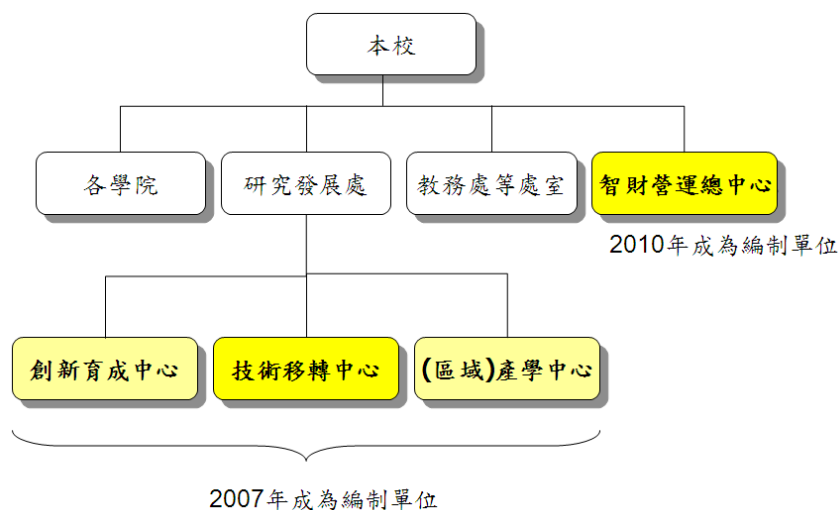 本校
各學院
研究發展處
教務處等處室
智財營運總中心
2010年成為編制單位
創新育成中心
技術移轉中心
(區域)產學中心
2007年成為編制單位